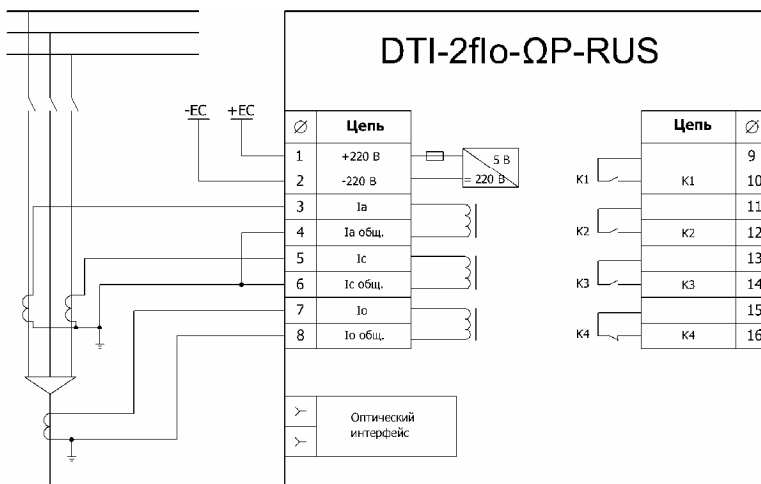 DTI-2flo-ΩP-RUS
-EC +EC
∅ Цепь
1 +220 В
2 -220 В
3 Ia
4 Ia общ.
5 Ic
6 Ic общ.
7 Io
8 Io общ.
5 В
= 220 В
Оптический
интерфейс
Цепь ∅
9
K1 K1 10
11
K2 K2 12
13
K3 K3 14
15
K4 K4 16